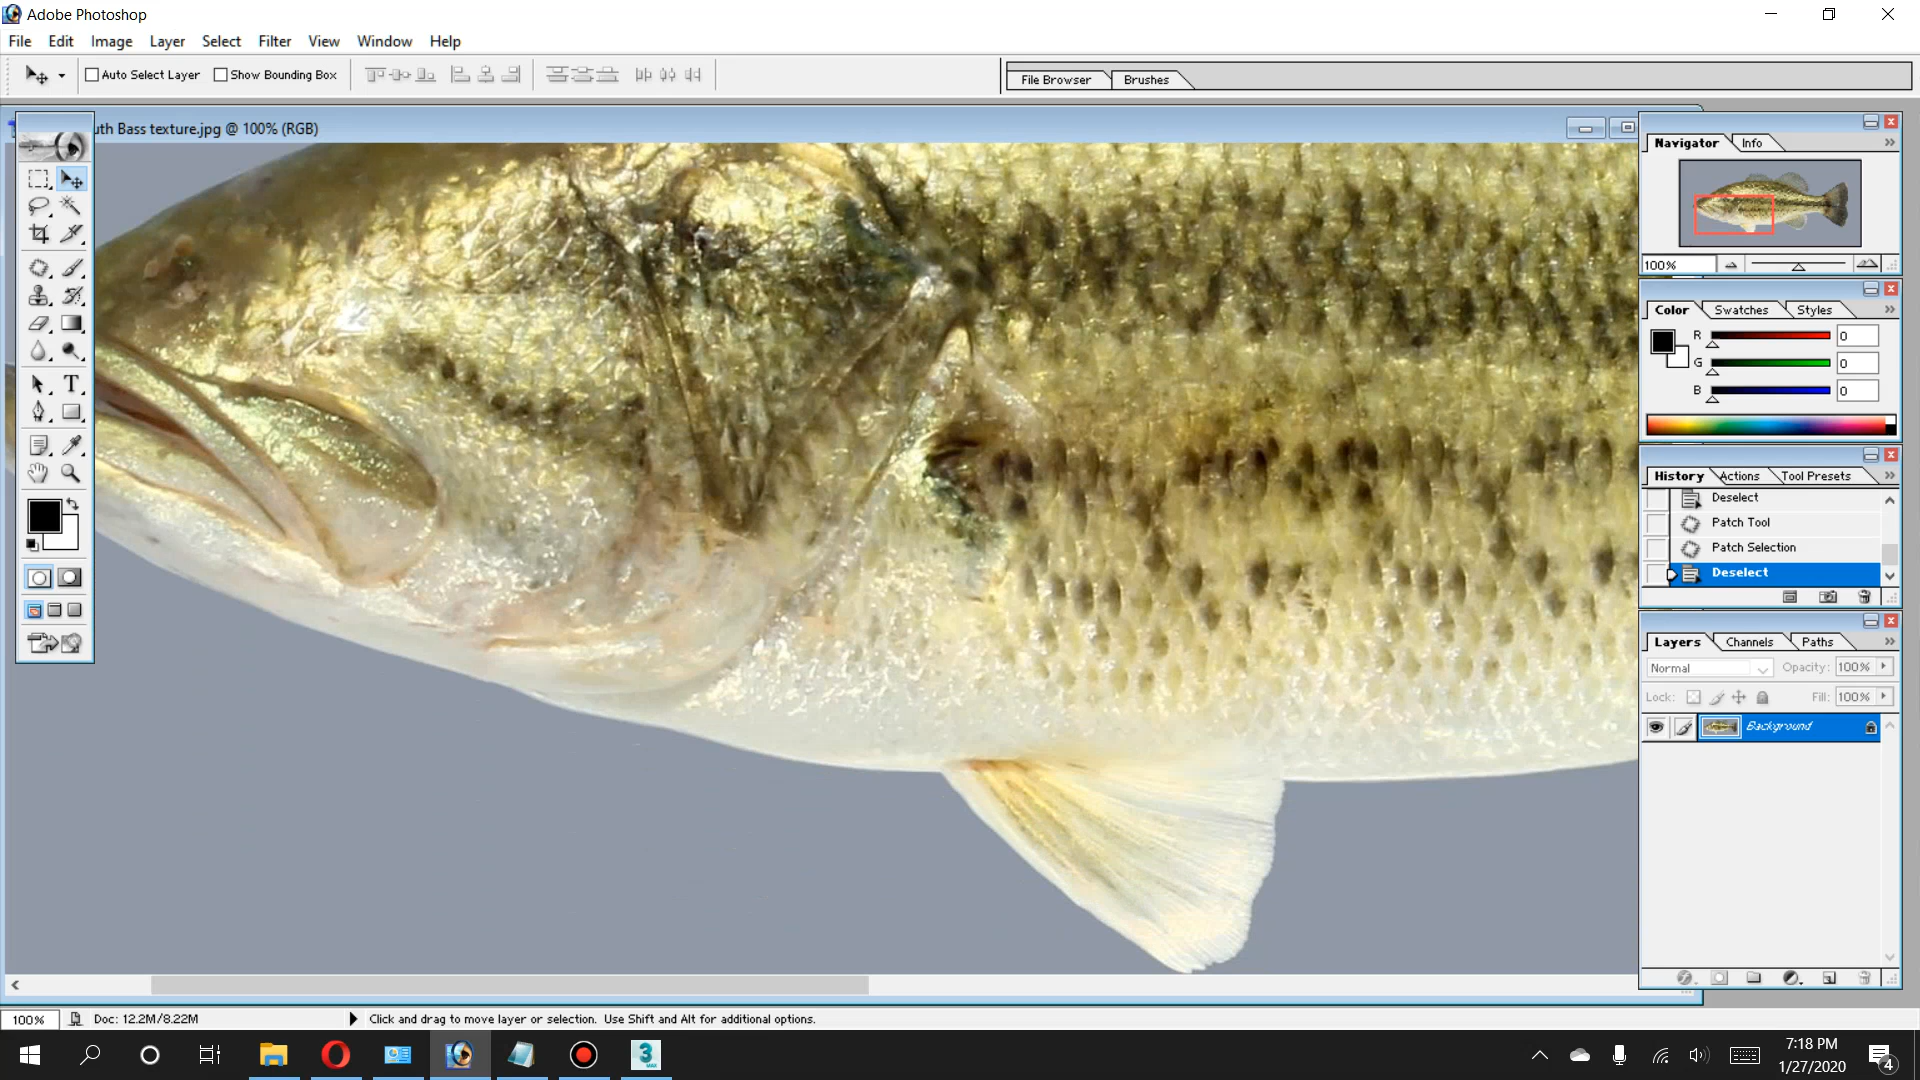 Adobe Photoshop
File Edit Image Layer Select Filter View Window Help
Auto Select Layer Show Bounding Box
File Browser Brushes
uth Bass texture.jpg @ 100% (RGB)
Navigator Info
100%
Color Swatches Styles
R 0
G 0
B 0
T
History Actions Tool Presets
Deselect
Patch Tool
Patch Selection
Deselect
Layers Channels Paths
Normal Opacity: 100%
Lock: Fill: 100%
Background
100% Doc: 12.2M/8.22M Click and drag to move layer or selection. Use Shift and Alt for additional options.
3
MAX
7:18 PM
1/27/2020
4